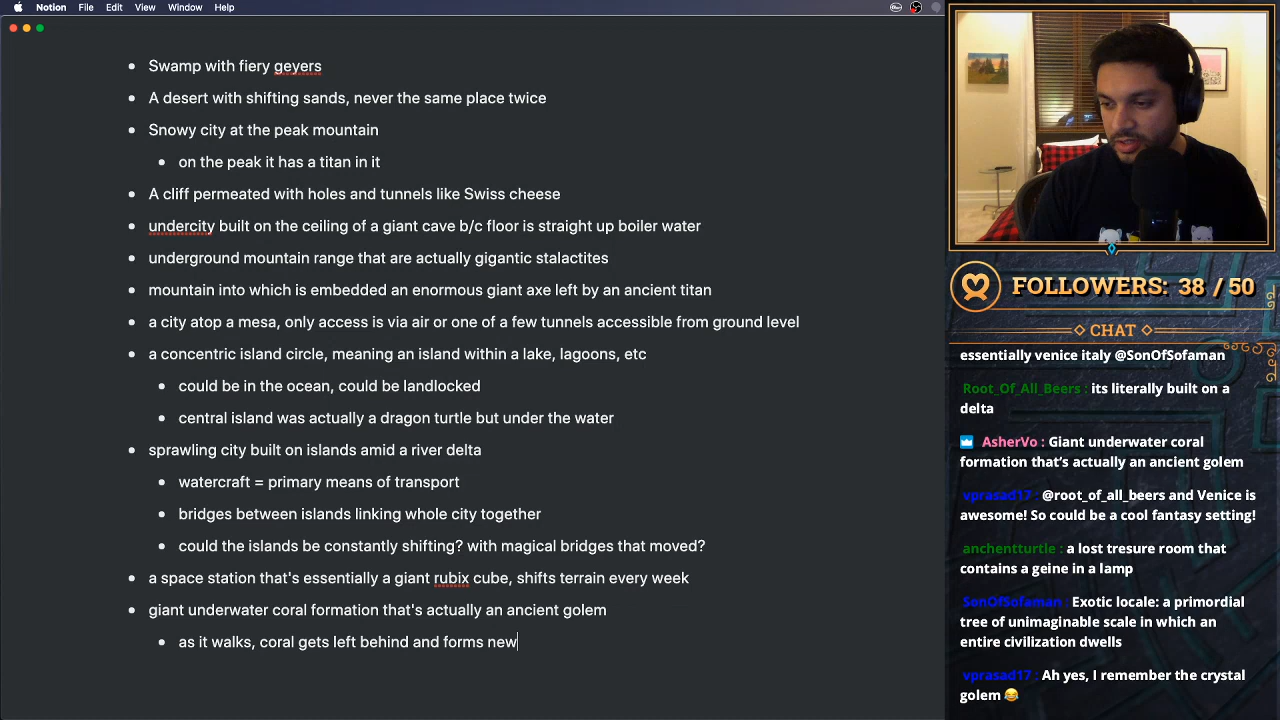 Notion File Edit View Window Help
Swamp with fiery geyers
A desert with shifting sands, never the same place twice
Snowy city at the peak mountain
on the peak it has a titan in it
A cliff permeated with holes and tunnels like Swiss cheese
undercity built on the ceiling of a giant cave b/c floor is straight up boiler water
underground mountain range that are actually gigantic stalactites
mountain into which is embedded an enormous giant axe left by an ancient titan
a city atop a mesa, only access is via air or one of a few tunnels accessible from ground level
a concentric island circle, meaning an island within a lake, lagoons, etc
could be in the ocean, could be landlocked
central island was actually a dragon turtle but under the water
sprawling city built on islands amid a river delta
watercraft = primary means of transport
bridges between islands linking whole city together
could the islands be constantly shifting? with magical bridges that moved?
a space station that's essentially a giant rubix cube, shifts terrain every week
giant underwater coral formation that's actually an ancient golem
as it walks, coral gets left behind and forms new
FOLLOWERS: 38 / 50
CHAT
essentially venice italy @SonOfSofaman
Root_Of_All_Beers : its literally built on a
delta
AsherVo : Giant underwater coral
formation that's actually an ancient golem
vprasad17 : @root_of_all_beers and Venice is
awesome! So could be a cool fantasy setting!
anchentturtle : a lost tresure room that
contains a geine in a lamp
SonOfSofaman : Exotic locale: a primordial
tree of unimaginable scale in which an
entire civilization dwells
vprasad17 : Ah yes, I remember the crystal
golem 😂